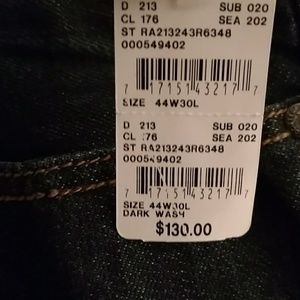 D 213 SUB 020
CL 176 SEA 202
ST RA213243R6348
000549402
7 17151 43217 7
SIZE 44W30L
D 213 SUB 020
CL 176 SEA 202
ST RA213243R6348
000549402
7 17151 43217 7
SIZE 44W30L
DARK WASH
$130.00